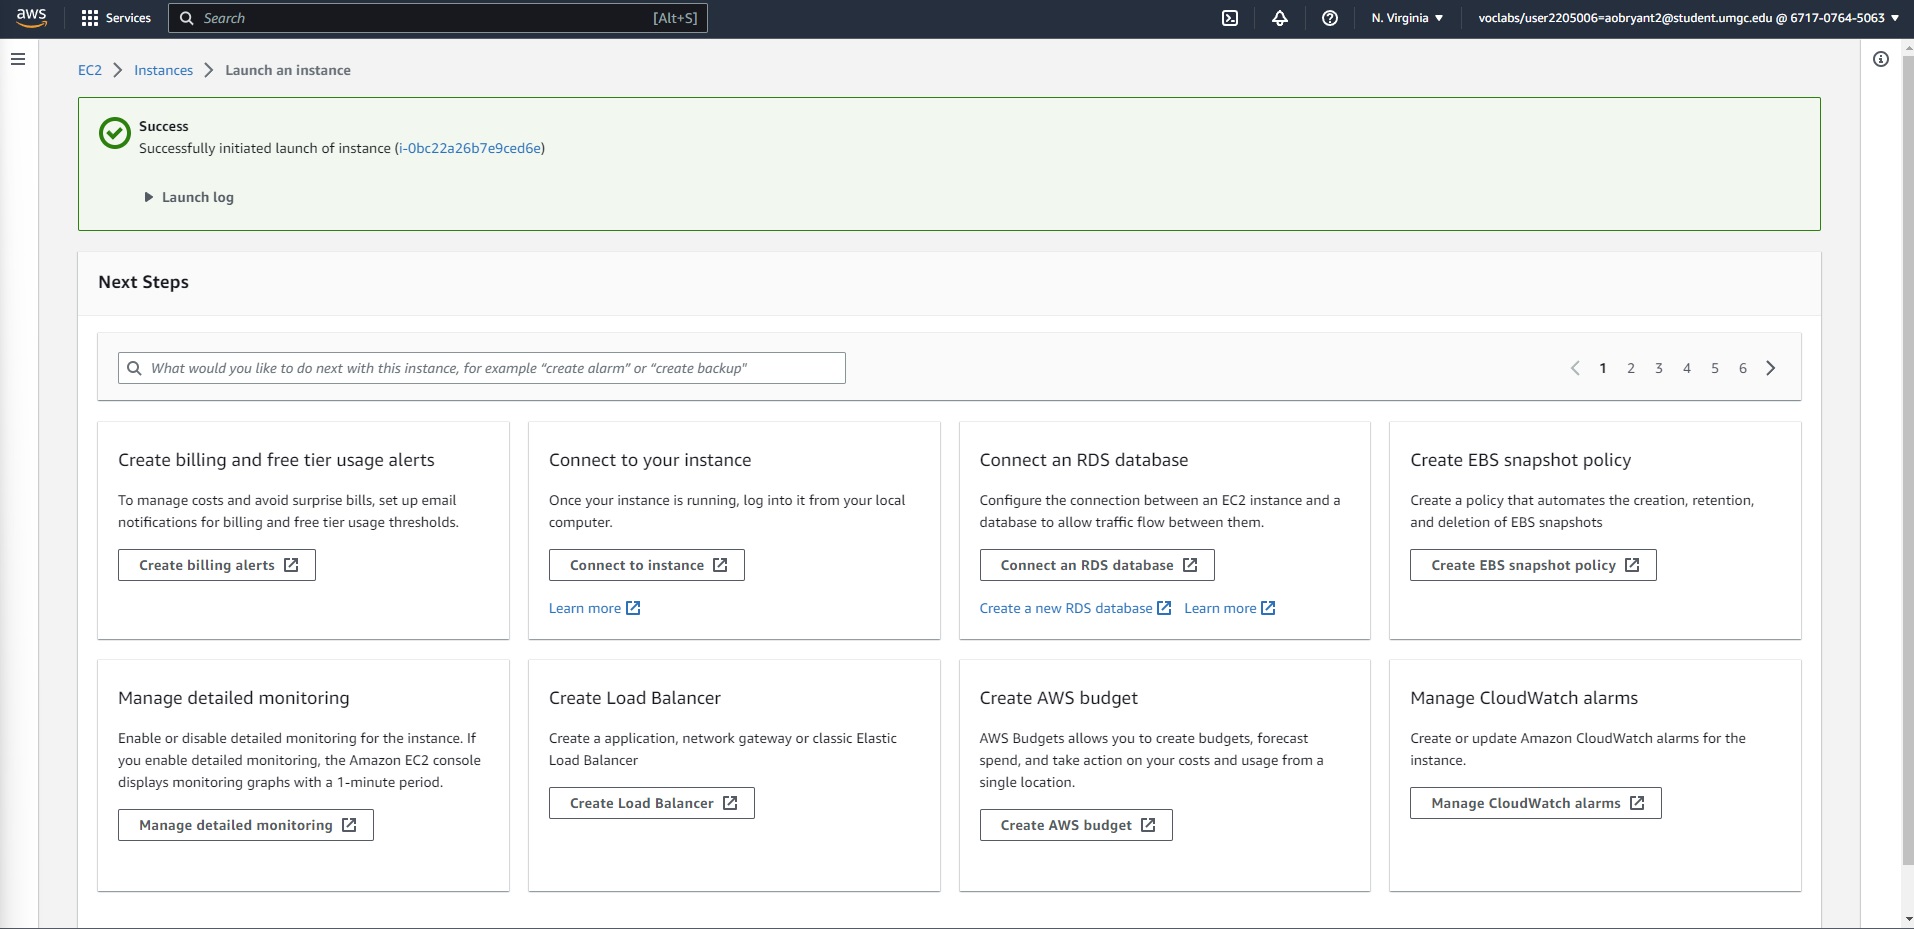 aws Services Search [Alt+S] N. Virginia voclabs/user2205006=aobryant2@student.umgc.edu @ 6717-0764-5063
EC2 Instances Launch an instance
Success
Successfully initiated launch of instance (i-0bc22a26b7e9ced6e)
Launch log
Next Steps
What would you like to do next with this instance, for example “create alarm” or “create backup"
1 2 3 4 5 6
Create billing and free tier usage alerts
To manage costs and avoid surprise bills, set up email
notifications for billing and free tier usage thresholds.
Create billing alerts
Connect to your instance
Once your instance is running, log into it from your local
computer.
Connect to instance
Learn more
Connect an RDS database
Configure the connection between an EC2 instance and a
database to allow traffic flow between them.
Connect an RDS database
Create a new RDS database Learn more
Create EBS snapshot policy
Create a policy that automates the creation, retention,
and deletion of EBS snapshots
Create EBS snapshot policy
Manage detailed monitoring
Enable or disable detailed monitoring for the instance. If
you enable detailed monitoring, the Amazon EC2 console
displays monitoring graphs with a 1-minute period.
Manage detailed monitoring
Create Load Balancer
Create a application, network gateway or classic Elastic
Load Balancer
Create Load Balancer
Create AWS budget
AWS Budgets allows you to create budgets, forecast
spend, and take action on your costs and usage from a
single location.
Create AWS budget
Manage CloudWatch alarms
Create or update Amazon CloudWatch alarms for the
instance.
Manage CloudWatch alarms